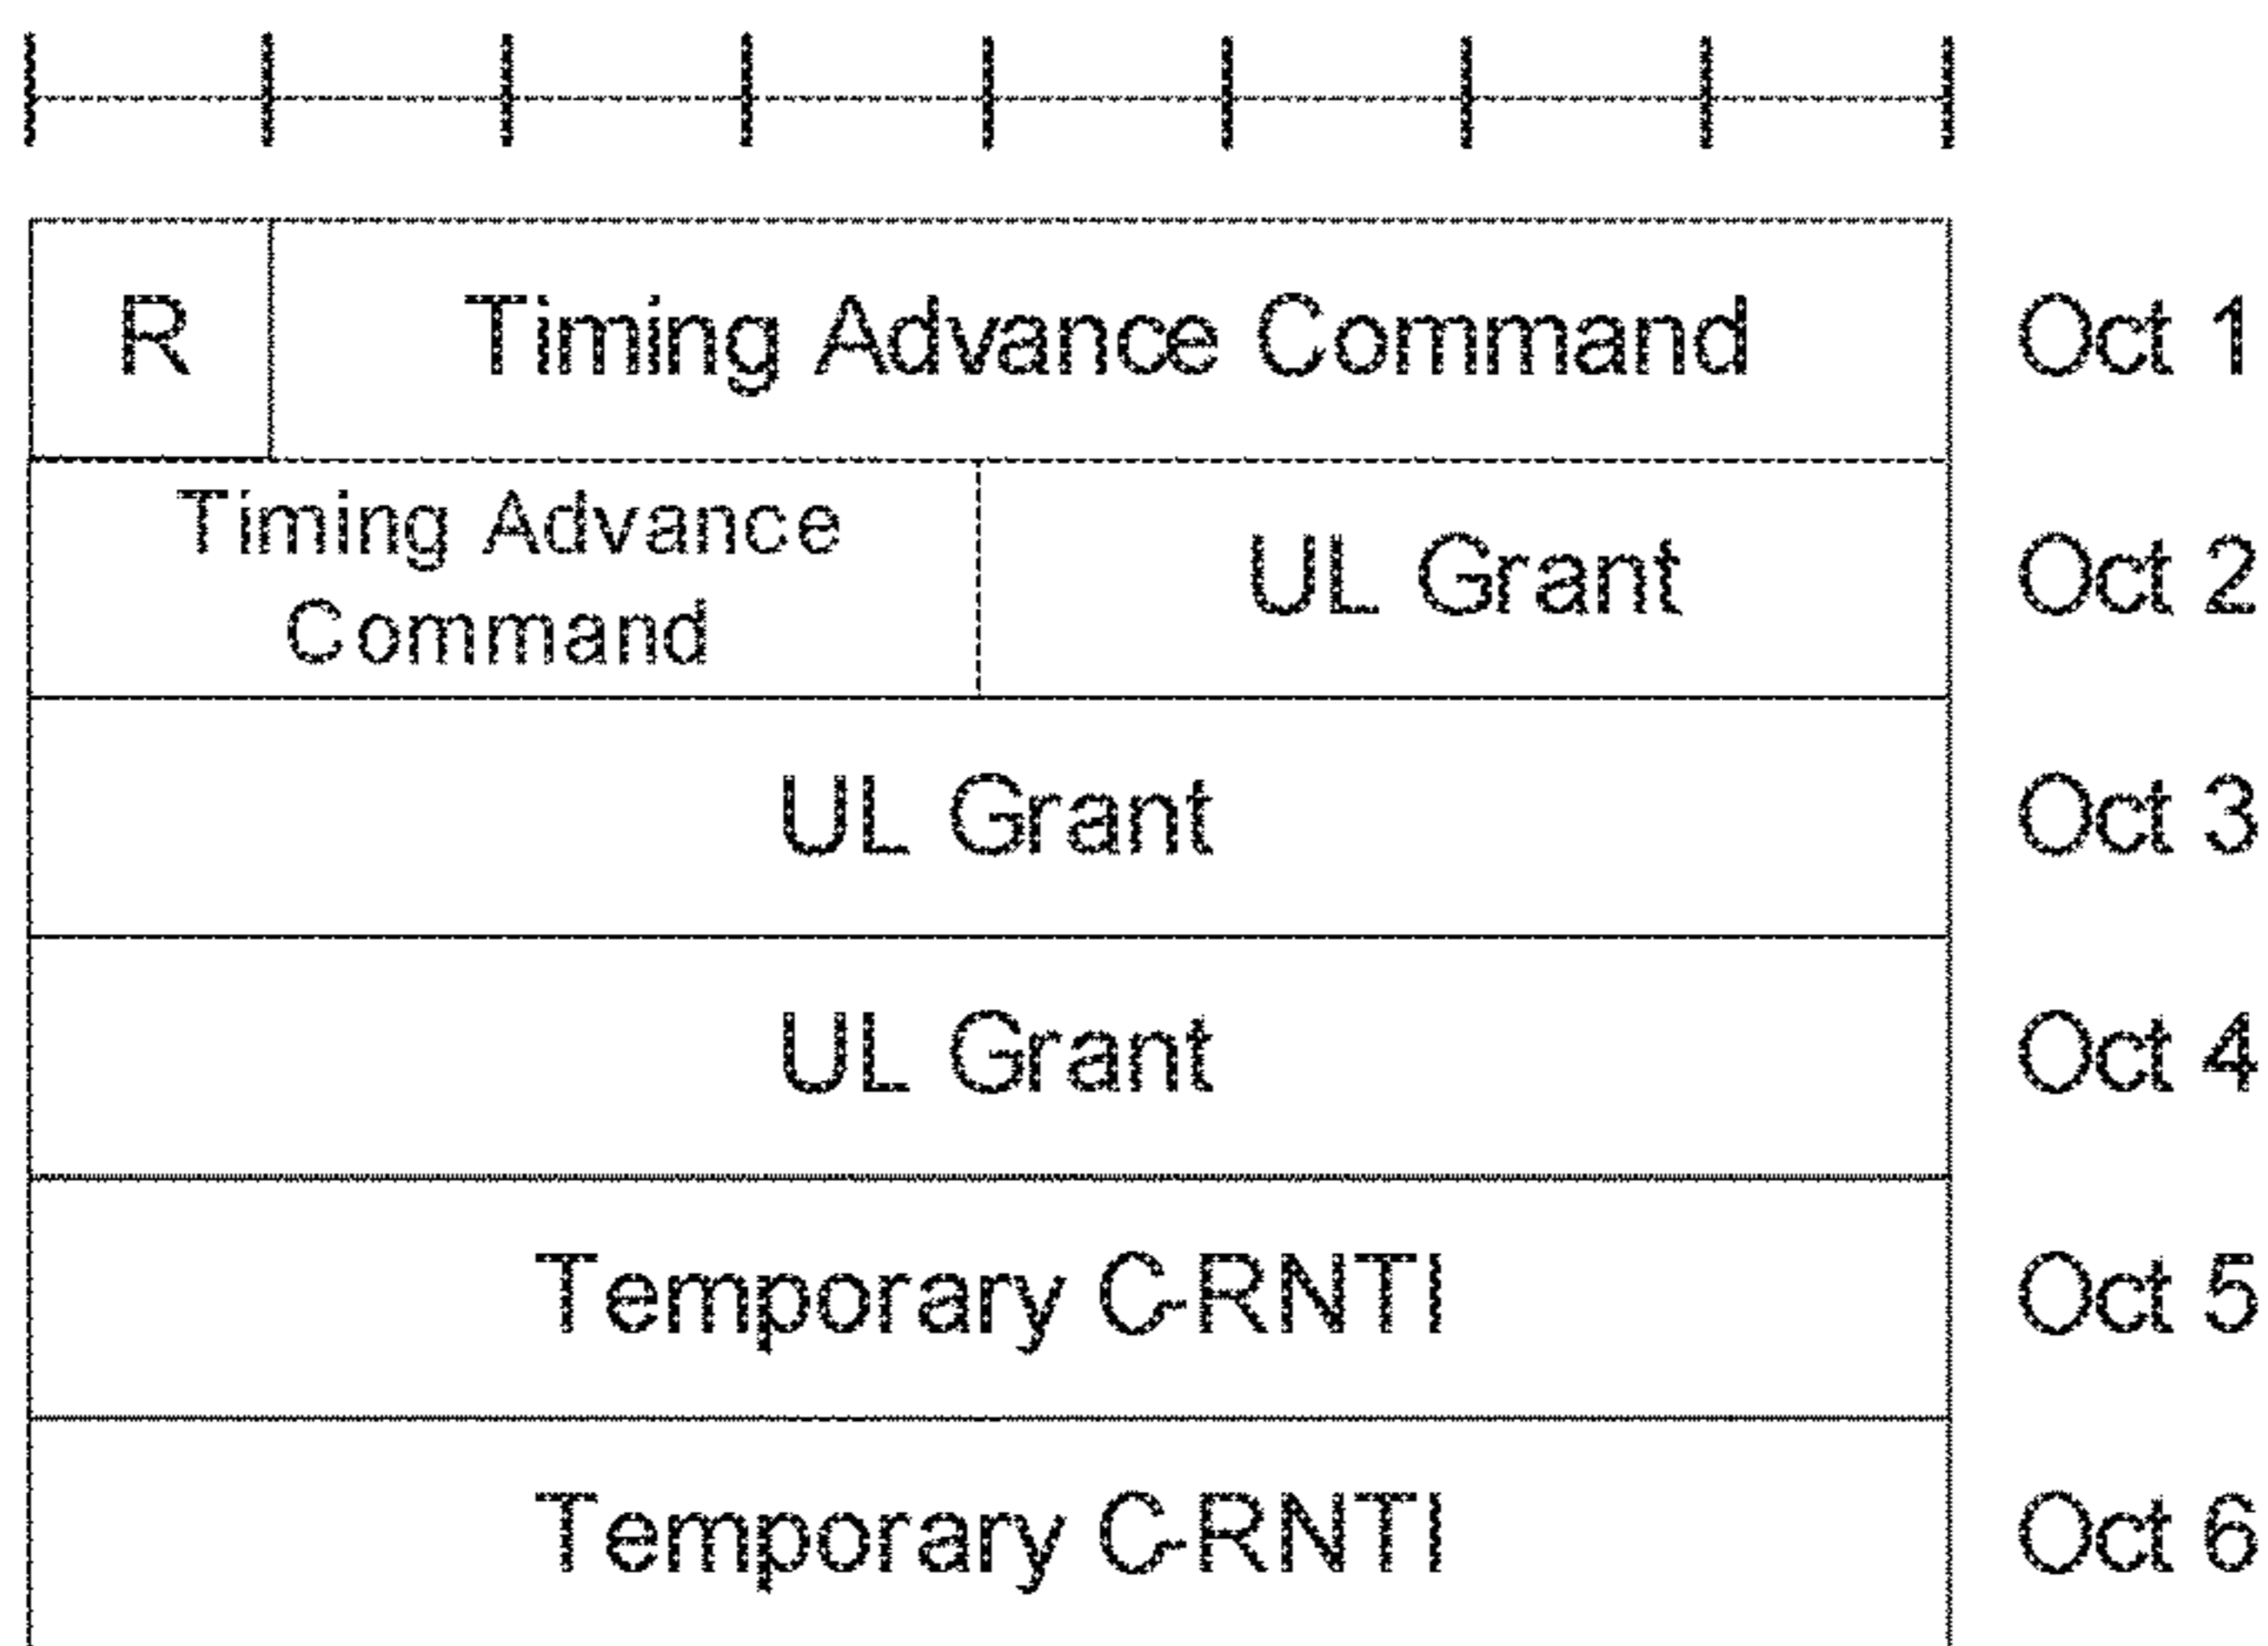 R Timing Advance Command Oct 1
Timing Advance
Command
UL Grant Oct 2
UL Grant Oct 3
UL Grant Oct 4
Temporary C-RNTI Oct 5
Temporary C-RNTI Oct 6